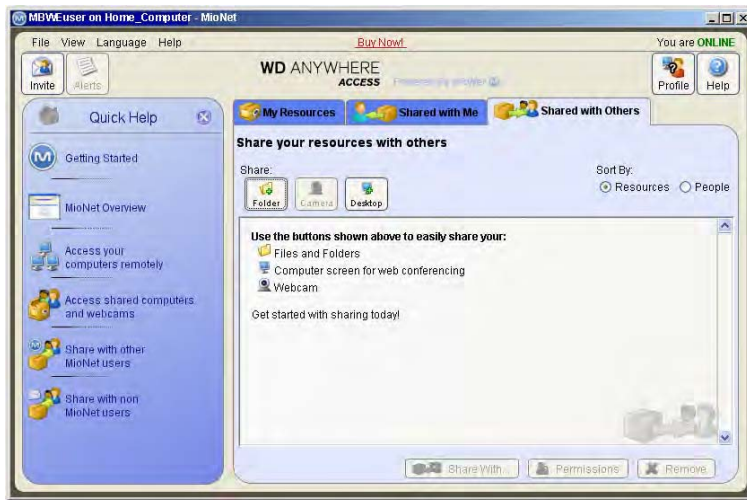 MBWEuser on Home_Computer - MioNet
File View Language Help
Buy Now!
You are ONLINE
Invite
Alerts
WD ANYWHERE
ACCESS
Profile
Help
Quick Help
Getting Started
MioNet Overview
Access your
computers remotely
Access shared computers
and webcams
Share with other
MioNet users
Share with non
MioNet users
My Resources
Shared with Me
Shared with Others
Share your resources with others
Share:
Sort By:
Folder
Camera
Desktop
Resources
People
Use the buttons shown above to easily share your:
Files and Folders
Computer screen for web conferencing
Webcam
Get started with sharing today!
Share With...
Permissions
Remove